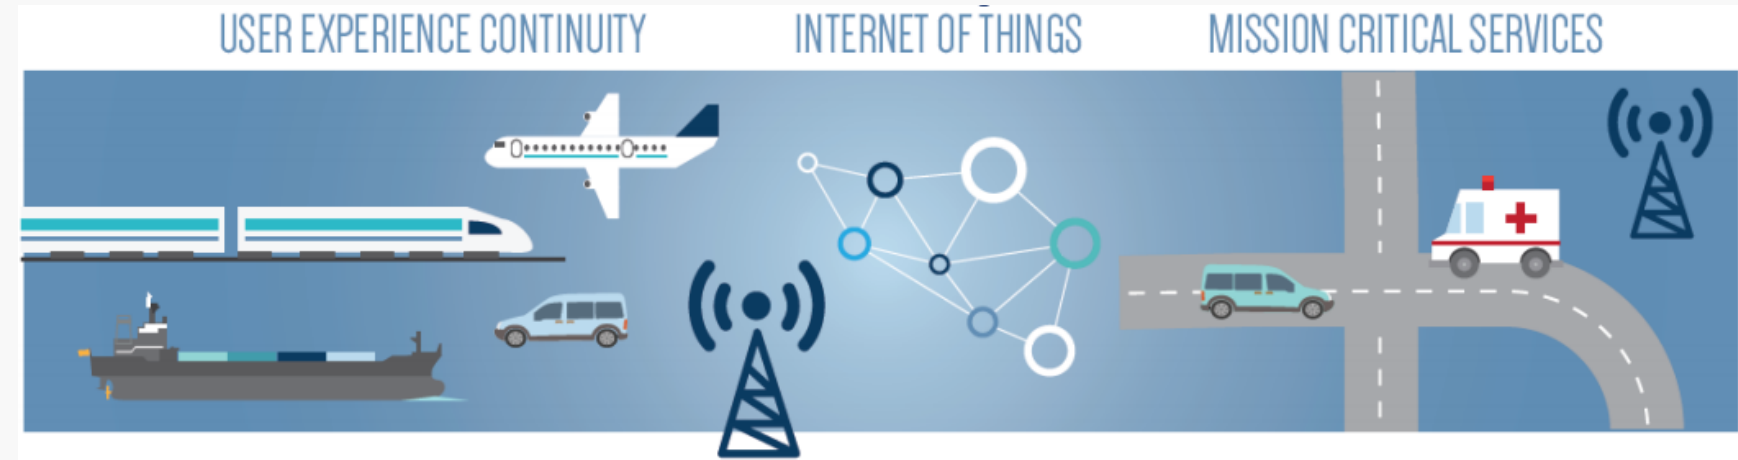 USER EXPERIENCE CONTINUITY
INTERNET OF THINGS
MISSION CRITICAL SERVICES